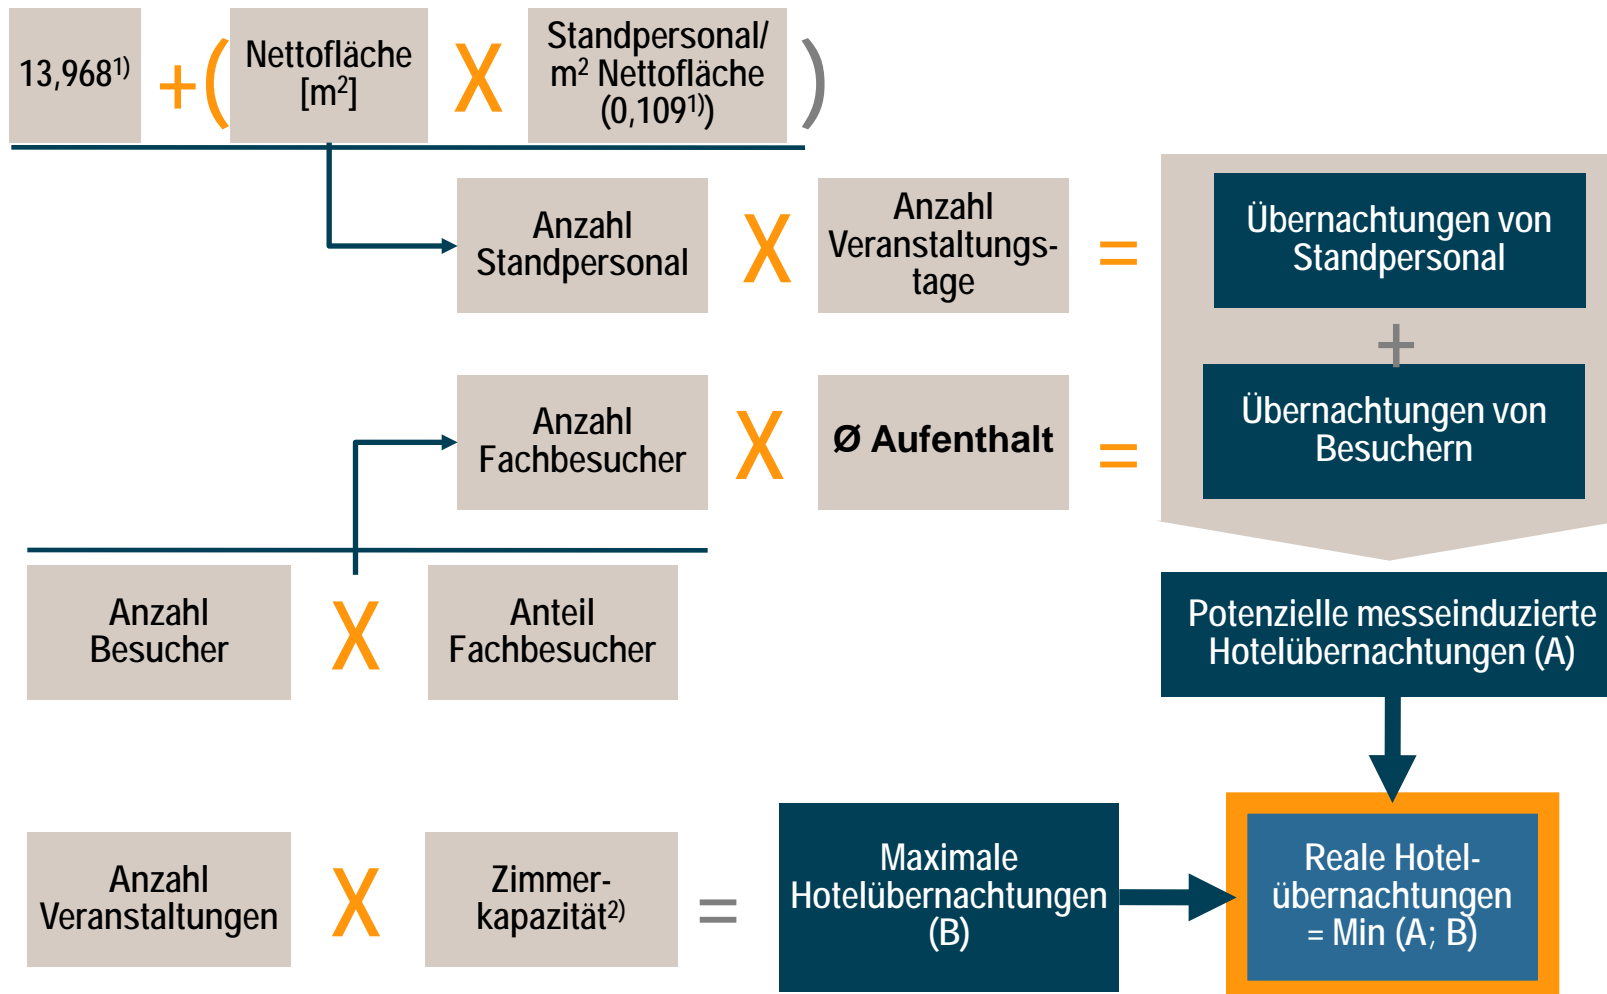 13,968¹⁾ + ( Nettofläche
[m²] X Standpersonal/
m² Nettofläche
(0,109¹⁾) )
Anzahl
Standpersonal
X
Anzahl
Veranstaltungs-
tage
=
Übernachtungen von
Standpersonal
+
Anzahl
Fachbesucher
X
Ø Aufenthalt
=
Übernachtungen von
Besuchern
Anzahl
Besucher
X
Anteil
Fachbesucher
Potenzielle messeinduzierte
Hotelübernachtungen (A)
Anzahl
Veranstaltungen
X
Zimmer-
kapazität²⁾
=
Maximale
Hotelübernachtungen
(B)
Reale Hotel-
übernachtungen
= Min (A; B)